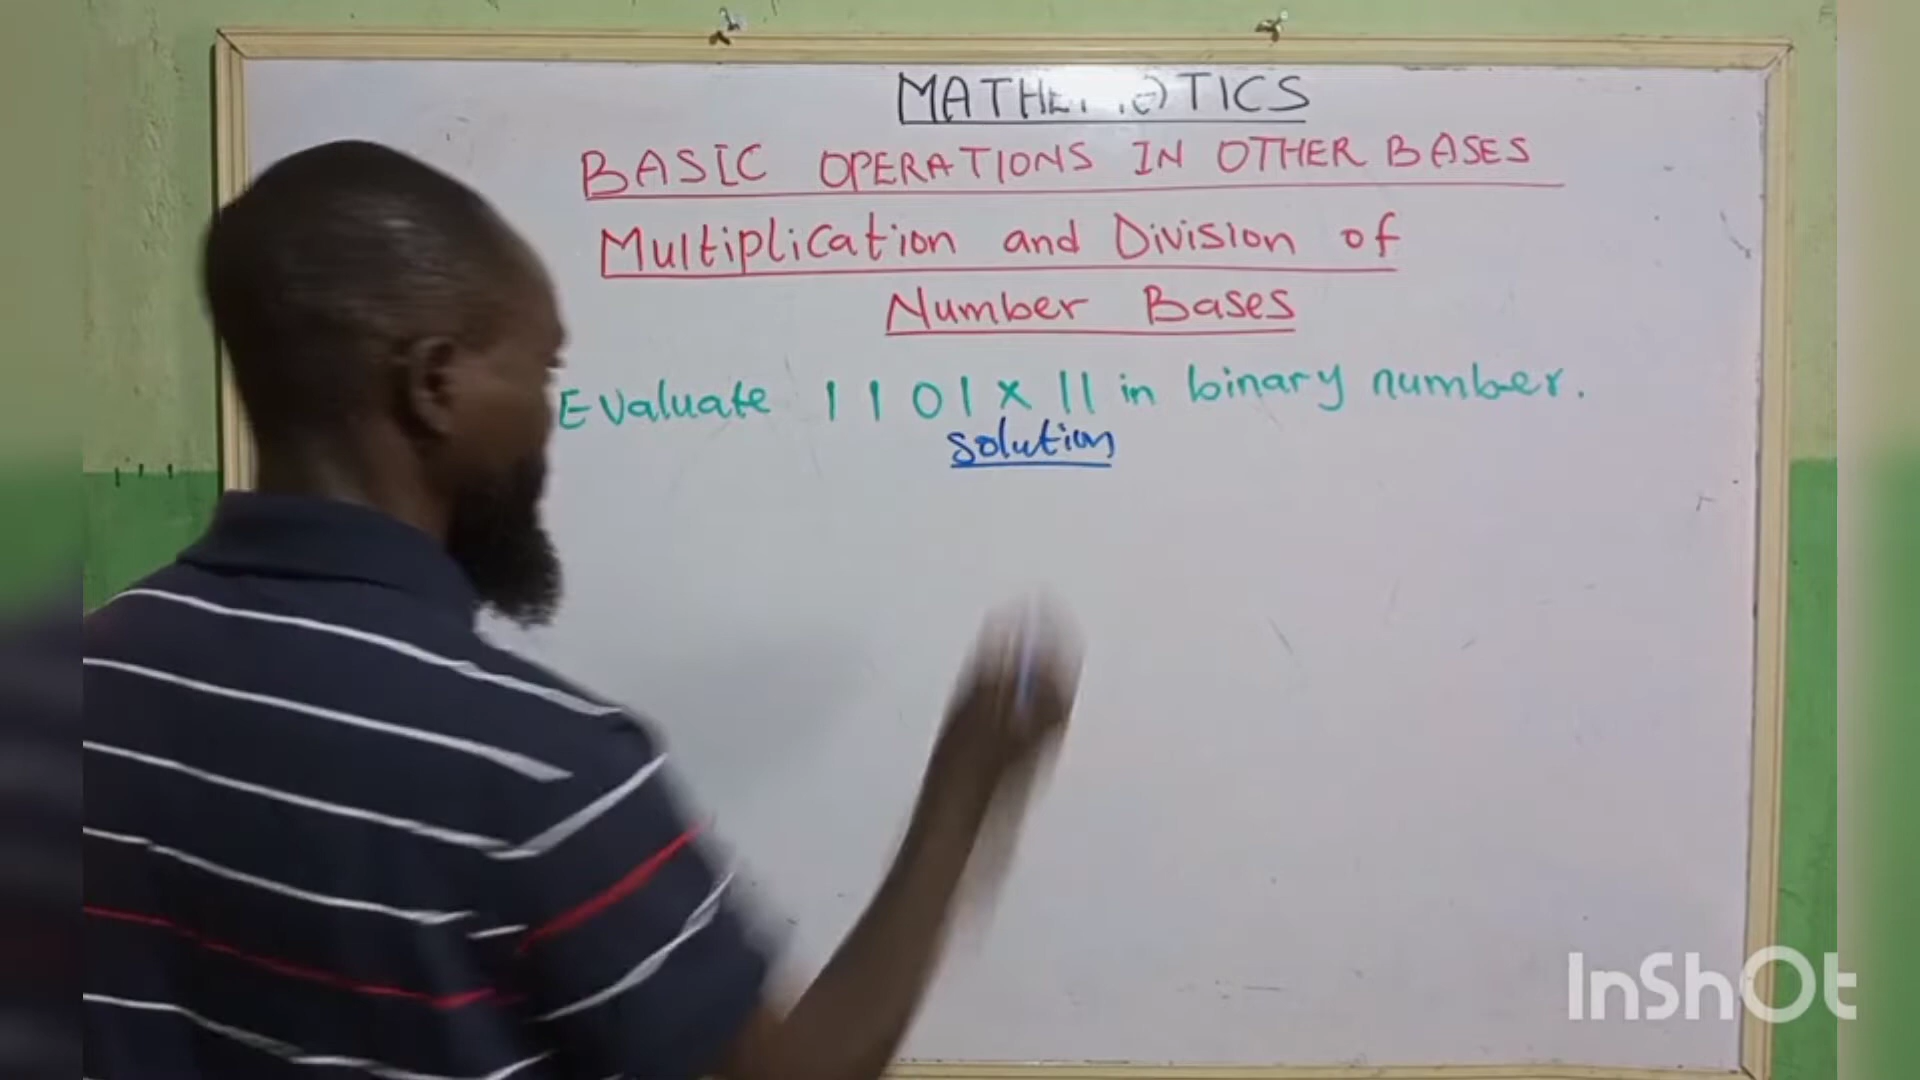 MATHEMATICS
BASIC OPERATIONS IN OTHER BASES
Multiplication and Division of
Number Bases
Evaluate 1101 x 11 in binary number.
Solution
InShOt